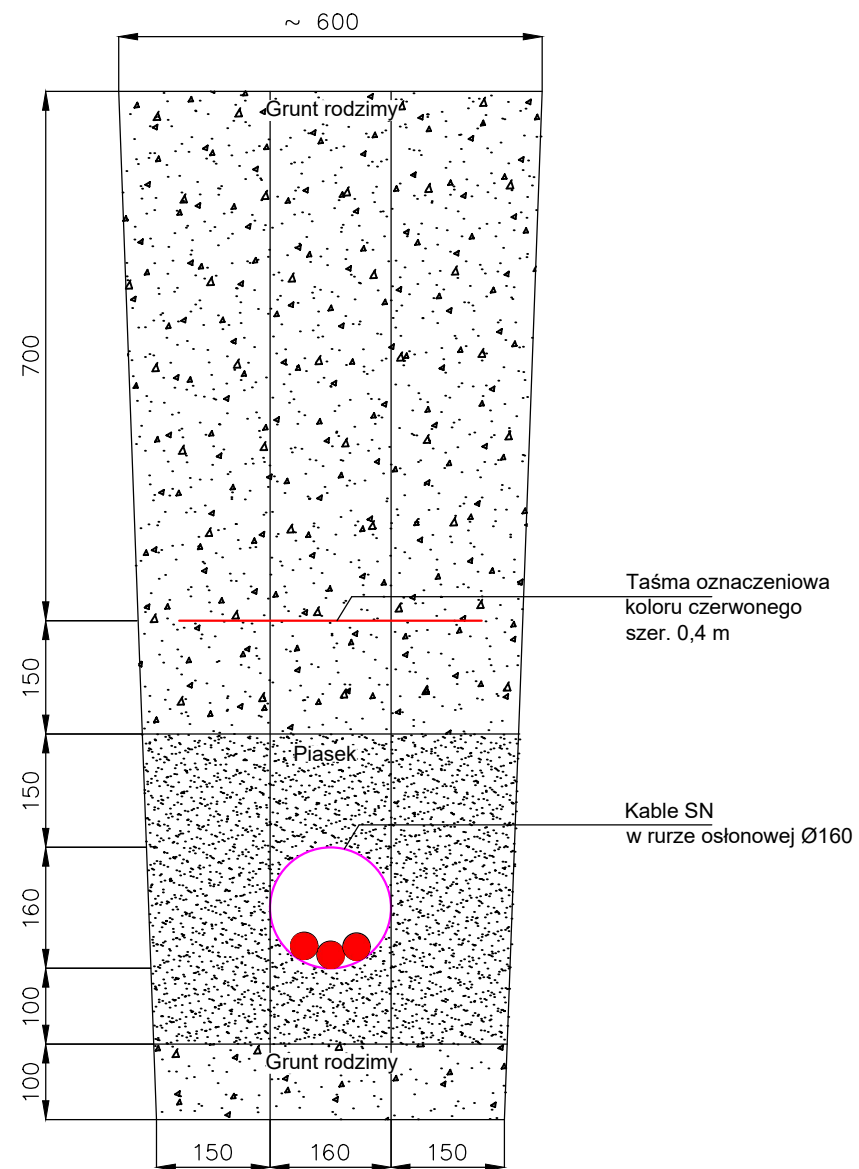 ~ 600
Grunt rodzimy
700
Taśma oznaczeniowa
koloru czerwonego
szer. 0,4 m
150
Piasek
150
Kable SN
w rurze osłonowej Ø160
160
100
Grunt rodzimy
100
150 160 150